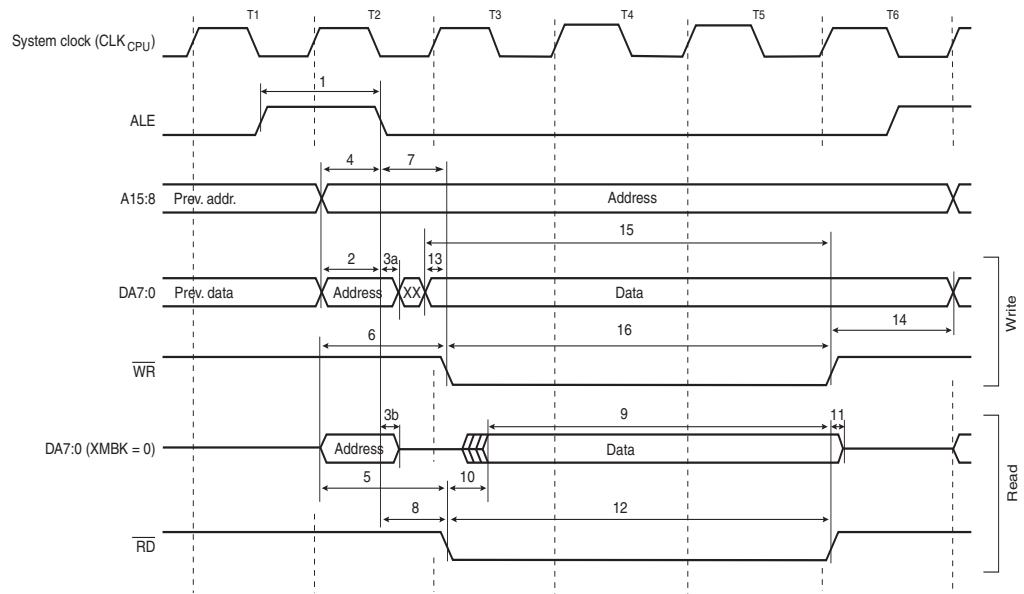 T1 T2 T3 T4 T5 T6
System clock (CLKCPU)
1
ALE
4 7
A15:8 Prev. addr. Address
15
2 3a 13
DA7:0 Prev. data Address XX Data
14
6 16
WR
Write
3b 9 11
DA7:0 (XMBK = 0) Address Data
5 10
8 12
RD
Read